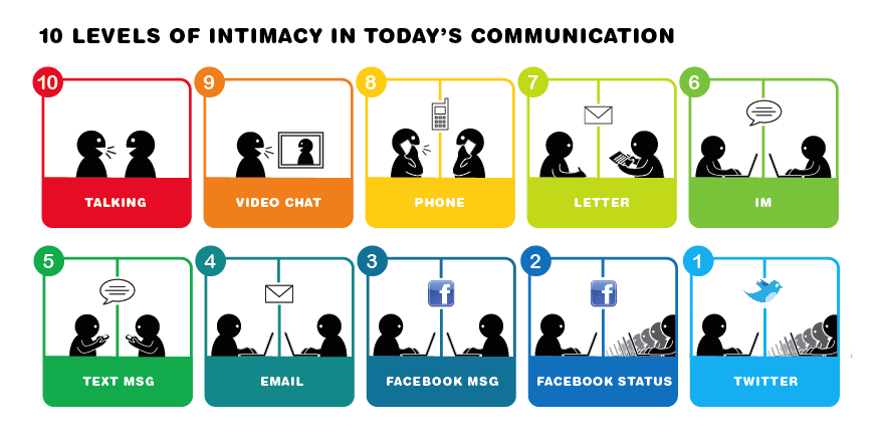 10 LEVELS OF INTIMACY IN TODAY'S COMMUNICATION
10
TALKING
9
VIDEO CHAT
8
PHONE
7
LETTER
6
IM
5
TEXT MSG
4
EMAIL
3
f
FACEBOOK MSG
2
f
FACEBOOK STATUS
1
TWITTER